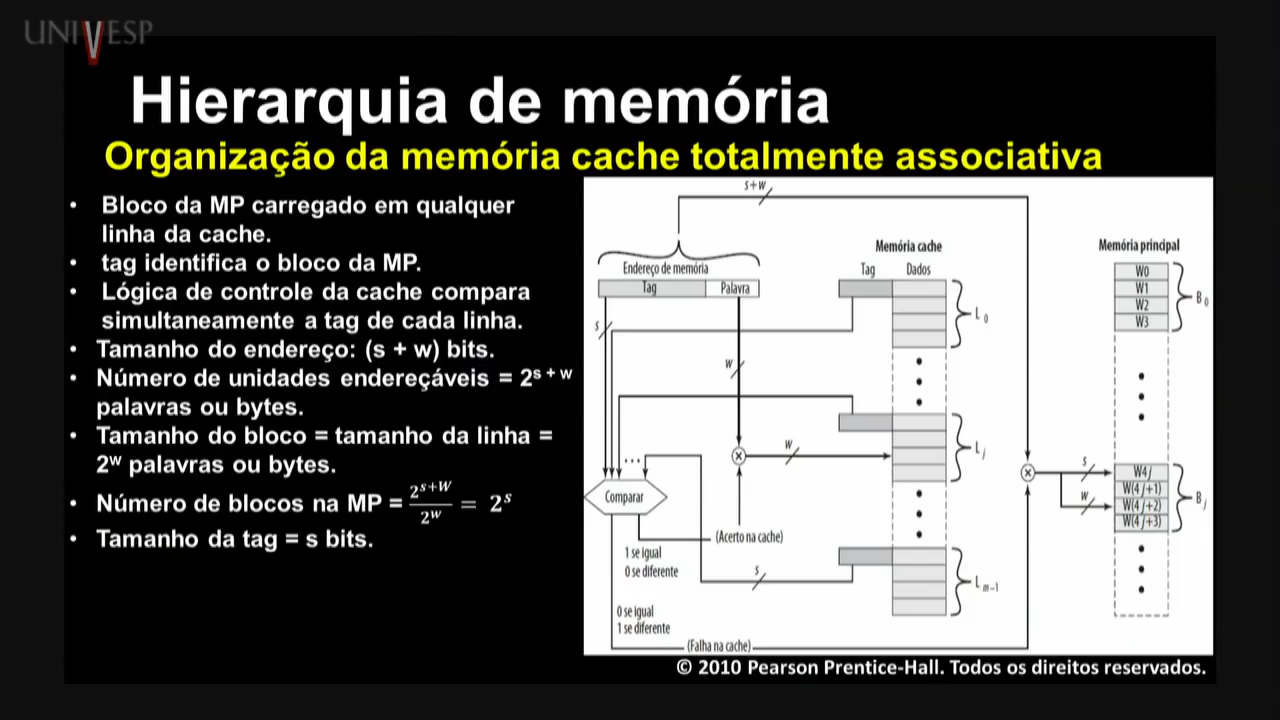 UNIVESP
Hierarquia de memória
Organização da memória cache totalmente associativa
• Bloco da MP carregado em qualquer
linha da cache.
• tag identifica o bloco da MP.
• Lógica de controle da cache compara
simultaneamente a tag de cada linha.
• Tamanho do endereço: (s + w) bits.
• Número de unidades endereçáveis = 2^{s + w}
palavras ou bytes.
• Tamanho do bloco = tamanho da linha =
2^w palavras ou bytes.
• Número de blocos na MP = \frac{2^{s+W}}{2^W} = 2^s
• Tamanho da tag = s bits.
s+w
Memória cache
Memória principal
Endereço de memória
Tag
Dados
Tag
Palavra
W0
W1
W2
W3
B_0
L_0
s
w
L_j
w
...
Comparar
s
w
W4j
W(4j+1)
W(4j+2)
W(4j+3)
B_j
(Acerto na cache)
1 se igual
0 se diferente
s
L_{m-1}
0 se igual
1 se diferente
(Falha na cache)
© 2010 Pearson Prentice-Hall. Todos os direitos reservados.